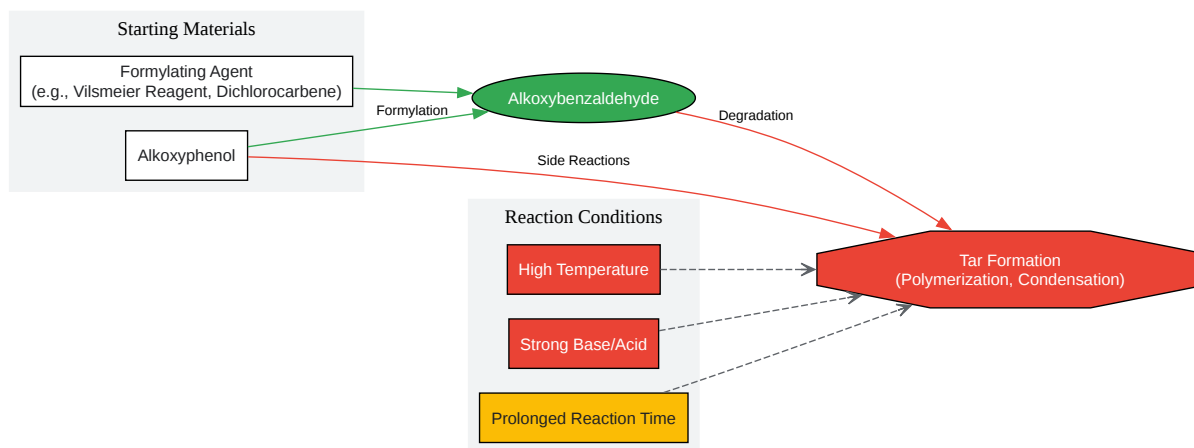 Starting Materials
Formylating Agent
(e.g., Vilsmeier Reagent, Dichlorocarbene)
Alkoxyphenol
Formylation
Alkoxybenzaldehyde
Degradation
Side Reactions
Reaction Conditions
High Temperature
Strong Base/Acid
Prolonged Reaction Time
Tar Formation
(Polymerization, Condensation)